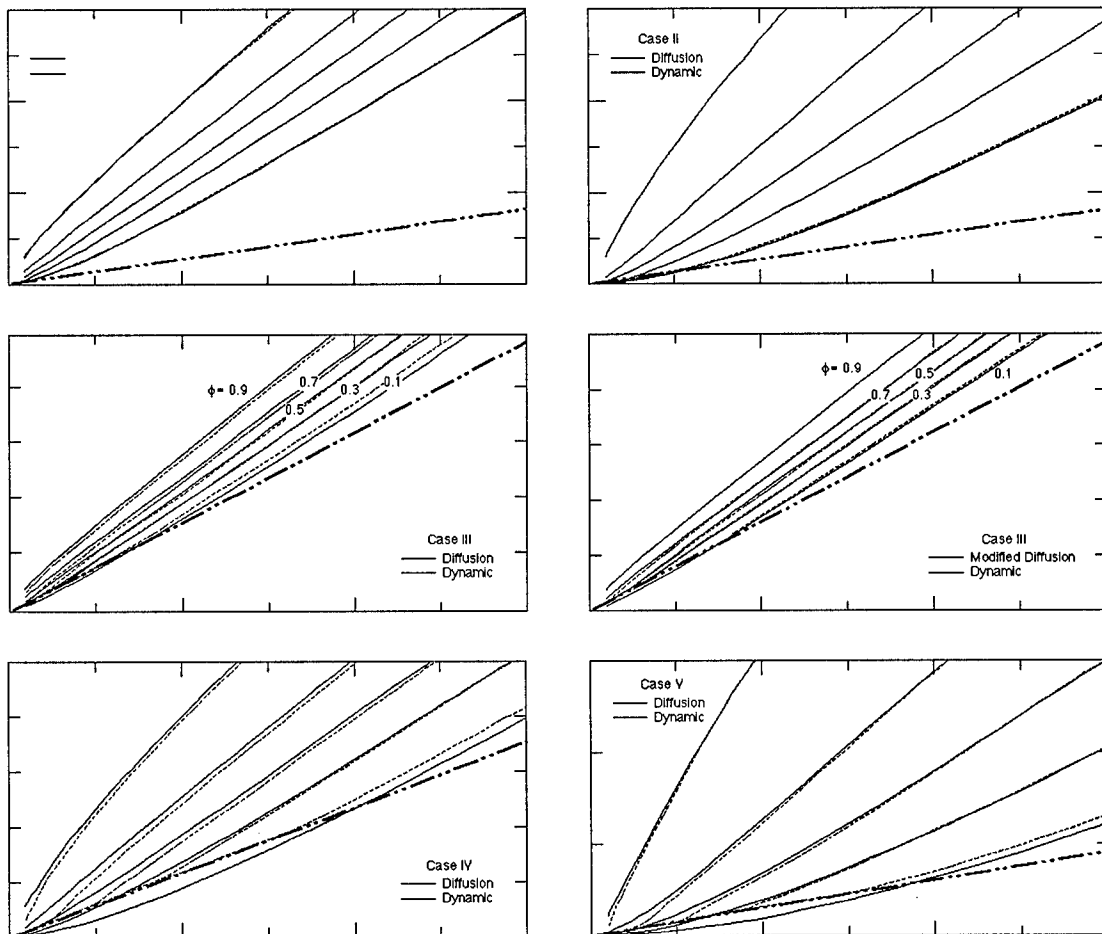 Case II
Diffusion
Dynamic
ϕ= 0.9
0.7
0.5
0.3
0.1
Case III
Diffusion
Dynamic
ϕ= 0.9
0.7
0.5
0.3
0.1
Case III
Modified Diffusion
Dynamic
Case IV
Diffusion
Dynamic
Case V
Diffusion
Dynamic